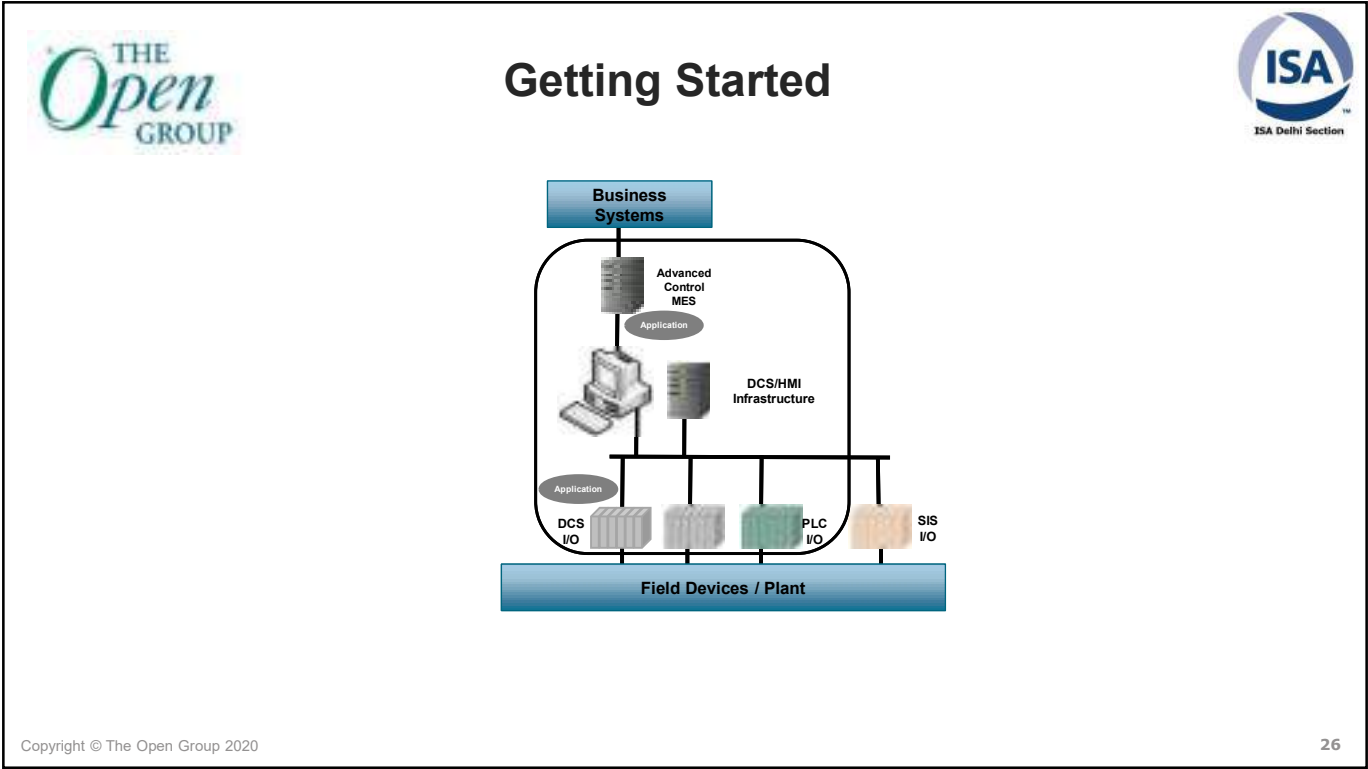 THE
Open
GROUP
Getting Started
ISA
TM
ISA Delhi Section
Business
Systems
Advanced
Control
MES
Application
DCS/HMI
Infrastructure
Application
DCS
I/O
PLC
I/O
SIS
I/O
Field Devices / Plant
Copyright © The Open Group 2020
26